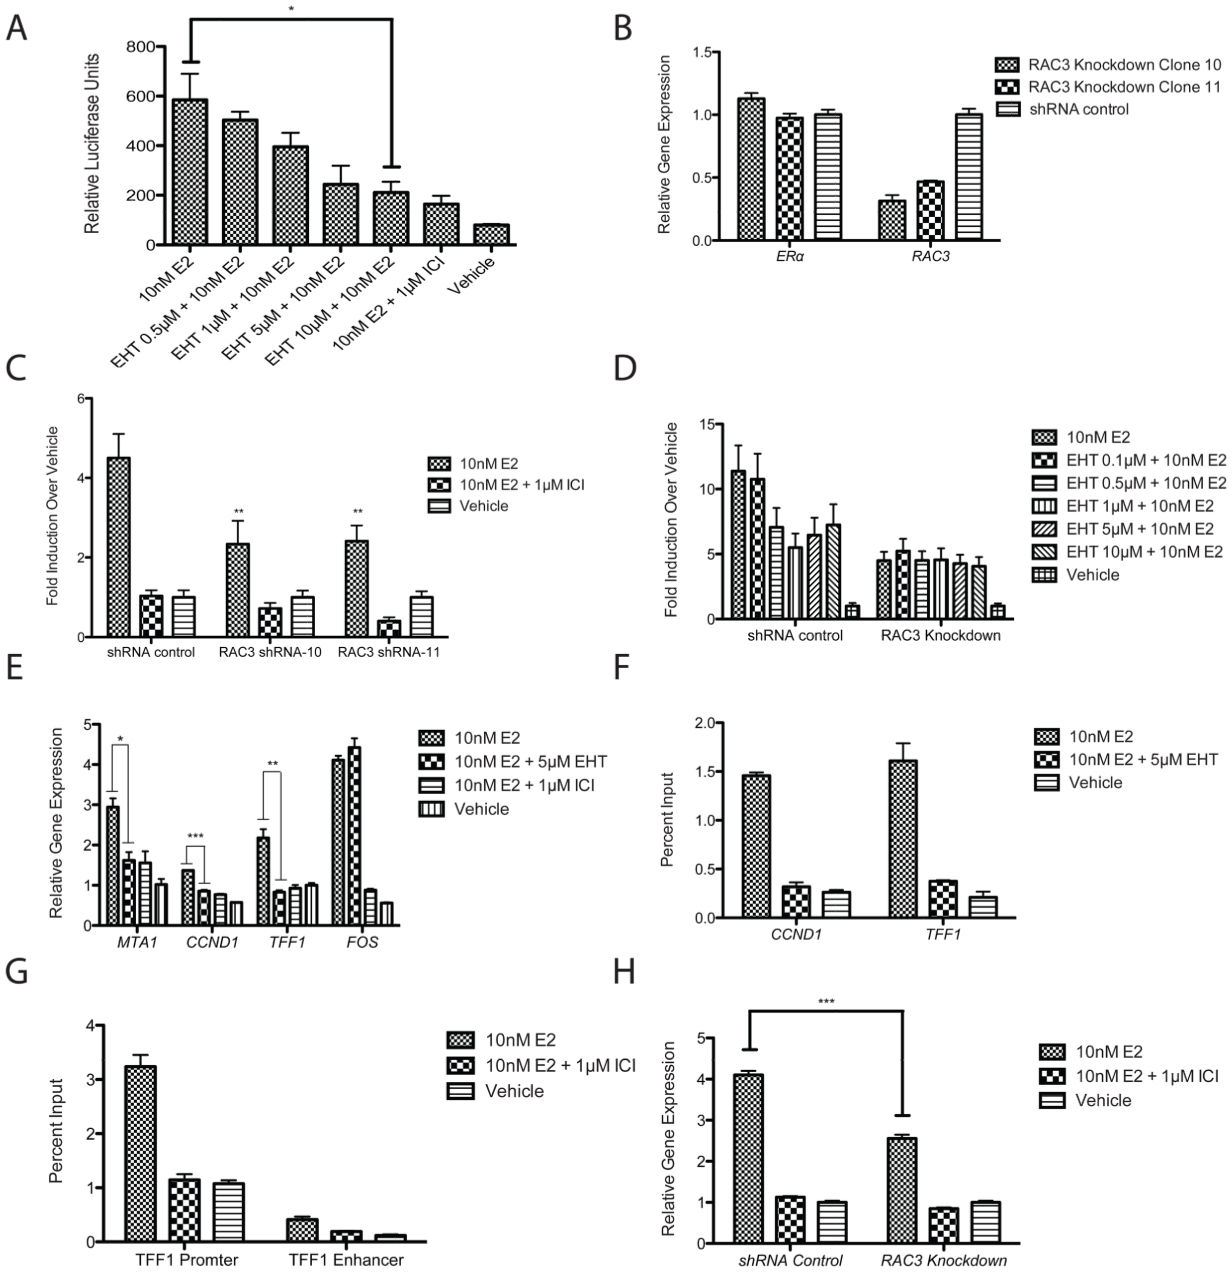 A
*
800
600
400
200
0
Relative Luciferase Units
10nM E2
EHT 0.5µM + 10nM E2
EHT 1µM + 10nM E2
EHT 5µM + 10nM E2
EHT 10µM + 10nM E2
10nM E2 + 1µM ICI
Vehicle
B
1.5
1.0
0.5
0.0
Relative Gene Expression
ERα
RAC3
RAC3 Knockdown Clone 10
RAC3 Knockdown Clone 11
shRNA control
C
6
4
2
0
Fold Induction Over Vehicle
**
**
shRNA control
RAC3 shRNA-10
RAC3 shRNA-11
10nM E2
10nM E2 + 1µM ICI
Vehicle
D
15
10
5
0
Fold Induction Over Vehicle
shRNA control
RAC3 Knockdown
10nM E2
EHT 0.1µM + 10nM E2
EHT 0.5µM + 10nM E2
EHT 1µM + 10nM E2
EHT 5µM + 10nM E2
EHT 10µM + 10nM E2
Vehicle
E
5
4
3
2
1
0
Relative Gene Expression
*
***
**
MTA1
CCND1
TFF1
FOS
10nM E2
10nM E2 + 5µM EHT
10nM E2 + 1µM ICI
Vehicle
F
2.0
1.5
1.0
0.5
0.0
Percent Input
CCND1
TFF1
10nM E2
10nM E2 + 5µM EHT
Vehicle
G
4
3
2
1
0
Percent Input
TFF1 Promter
TFF1 Enhancer
10nM E2
10nM E2 + 1µM ICI
Vehicle
H
***
5
4
3
2
1
0
Relative Gene Expression
shRNA Control
RAC3 Knockdown
10nM E2
10nM E2 + 1µM ICI
Vehicle